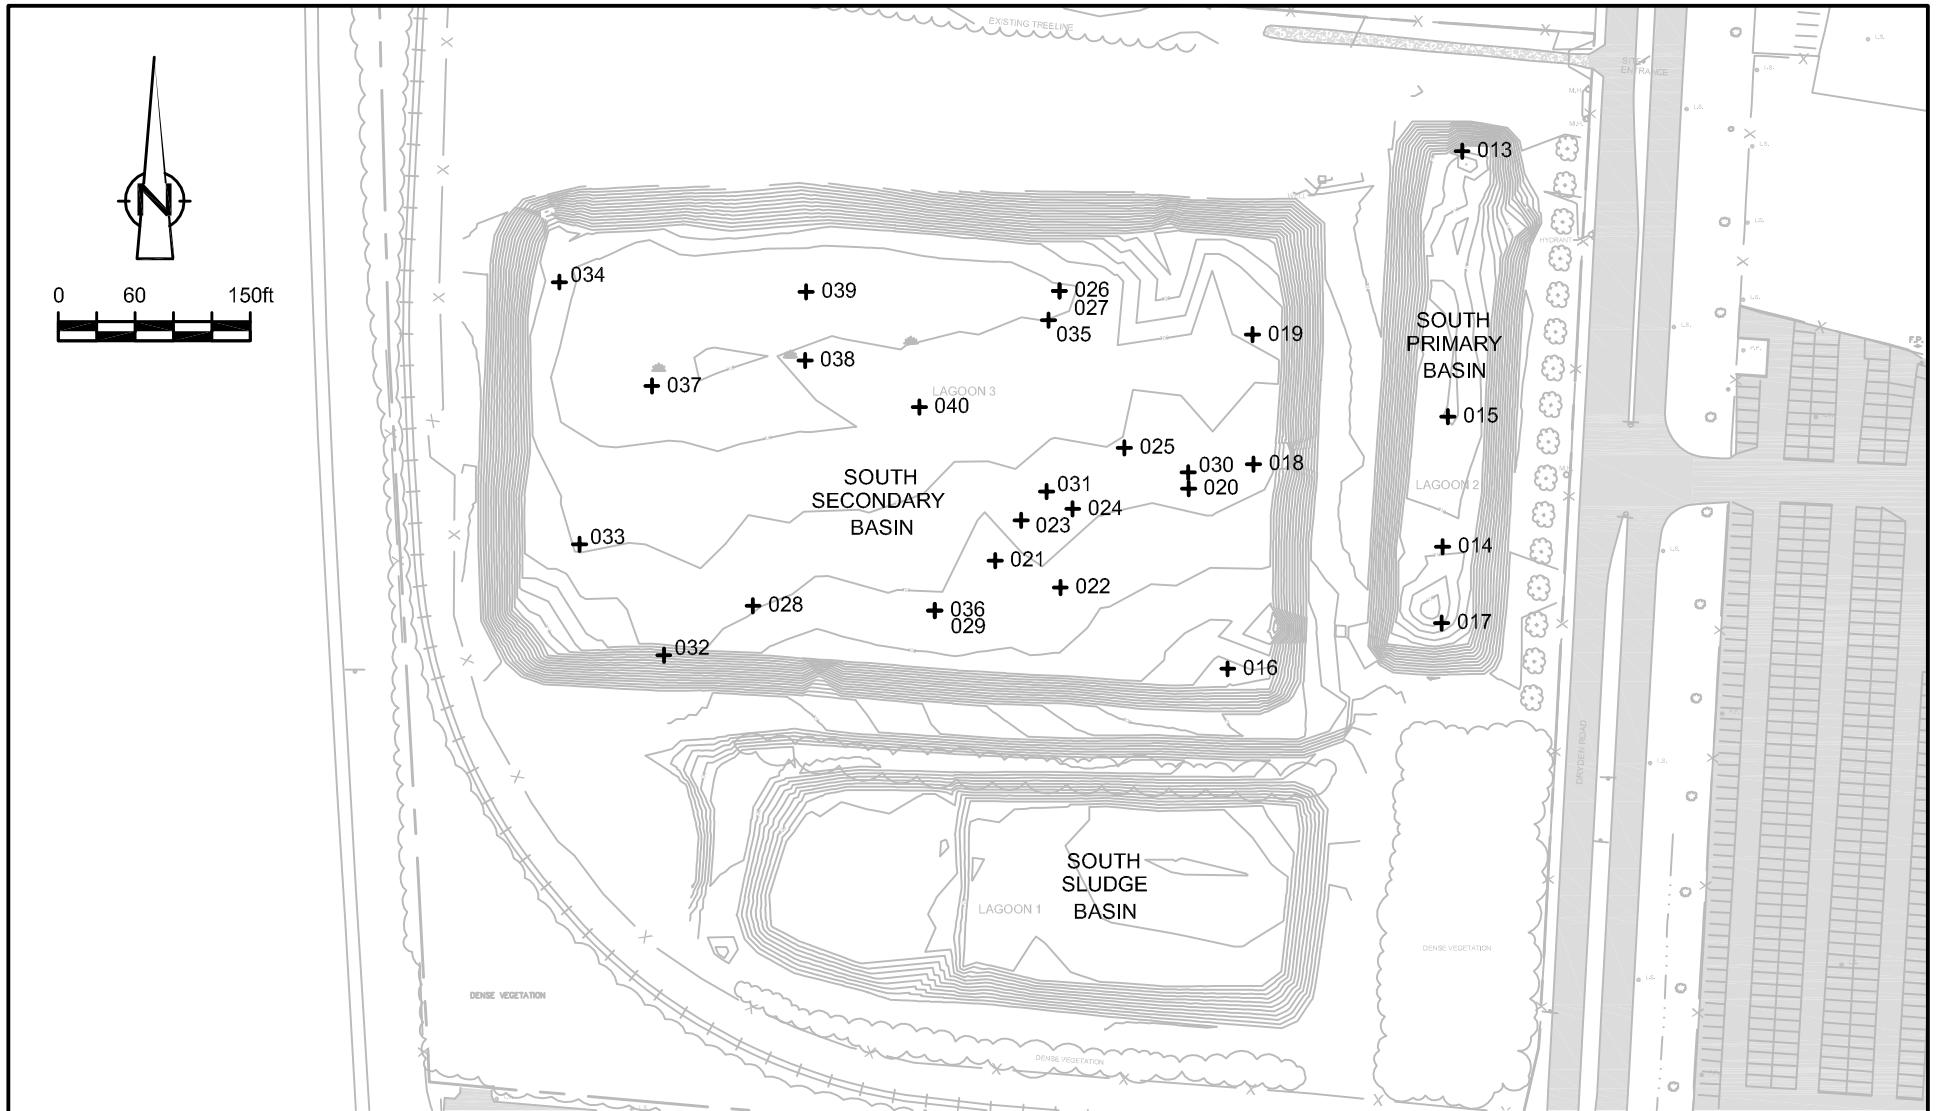 EXISTING TREELINE
SITE
ENTRANCE
L.S.
L.S.
L.S.
M.H.
M.H.
L.S.
L.S.
HYDRANT
L.S.
L.S.
F.P.
M.H.
N
0 60 150ft
013
034
039
026
027
035
019
SOUTH
PRIMARY
BASIN
038
037
LAGOON 3
040
015
025
018
030
020
LAGOON 2
SOUTH
SECONDARY
BASIN
031
024
023
033
021
014
022
028
036
029
017
032
016
DRYDEN ROAD
SOUTH
SLUDGE
BASIN
LAGOON 1
DENSE VEGETATION
DENSE VEGETATION
DENSE VEGETATION